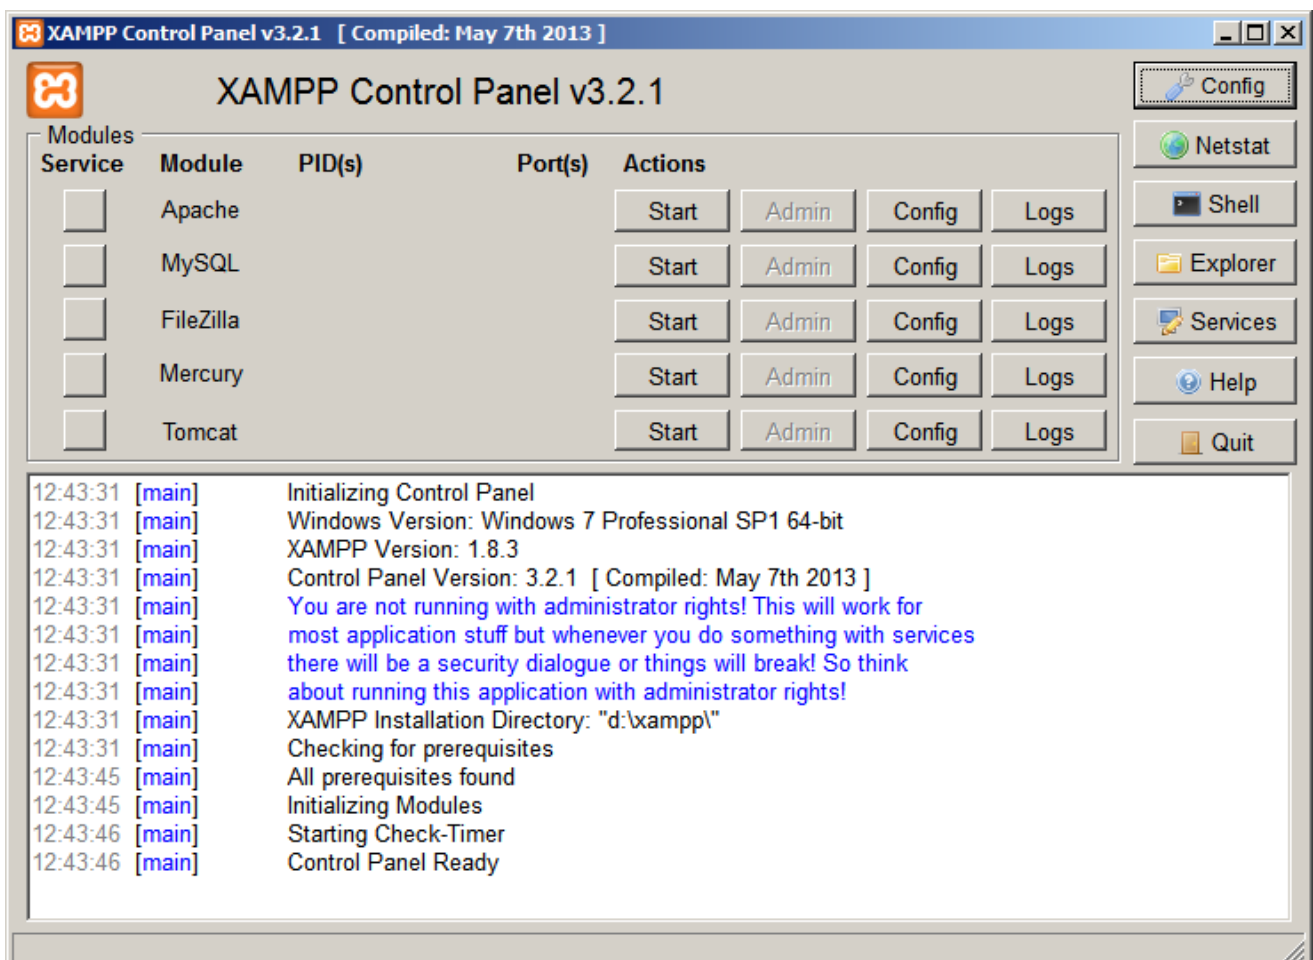 XAMPP Control Panel v3.2.1 [ Compiled: May 7th 2013 ]
XAMPP Control Panel v3.2.1
Config
Modules
Netstat
Service Module PID(s) Port(s) Actions
Apache Start Admin Config Logs
Shell
MySQL Start Admin Config Logs
Explorer
FileZilla Start Admin Config Logs
Services
Mercury Start Admin Config Logs
Help
Tomcat Start Admin Config Logs
Quit
12:43:31 [main] Initializing Control Panel
12:43:31 [main] Windows Version: Windows 7 Professional SP1 64-bit
12:43:31 [main] XAMPP Version: 1.8.3
12:43:31 [main] Control Panel Version: 3.2.1 [ Compiled: May 7th 2013 ]
12:43:31 [main] You are not running with administrator rights! This will work for
12:43:31 [main] most application stuff but whenever you do something with services
12:43:31 [main] there will be a security dialogue or things will break! So think
12:43:31 [main] about running this application with administrator rights!
12:43:31 [main] XAMPP Installation Directory: "d:\xampp\"
12:43:31 [main] Checking for prerequisites
12:43:45 [main] All prerequisites found
12:43:45 [main] Initializing Modules
12:43:46 [main] Starting Check-Timer
12:43:46 [main] Control Panel Ready